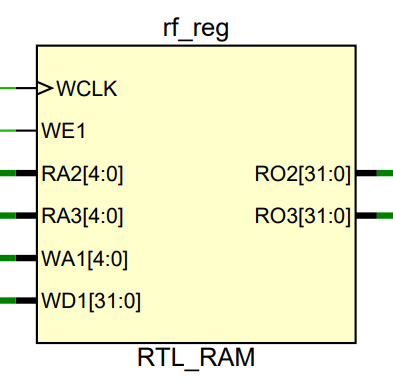 rf_reg
WCLK
WE1
RA2[4:0] RO2[31:0]
RA3[4:0] RO3[31:0]
WA1[4:0]
WD1[31:0]
RTL_RAM